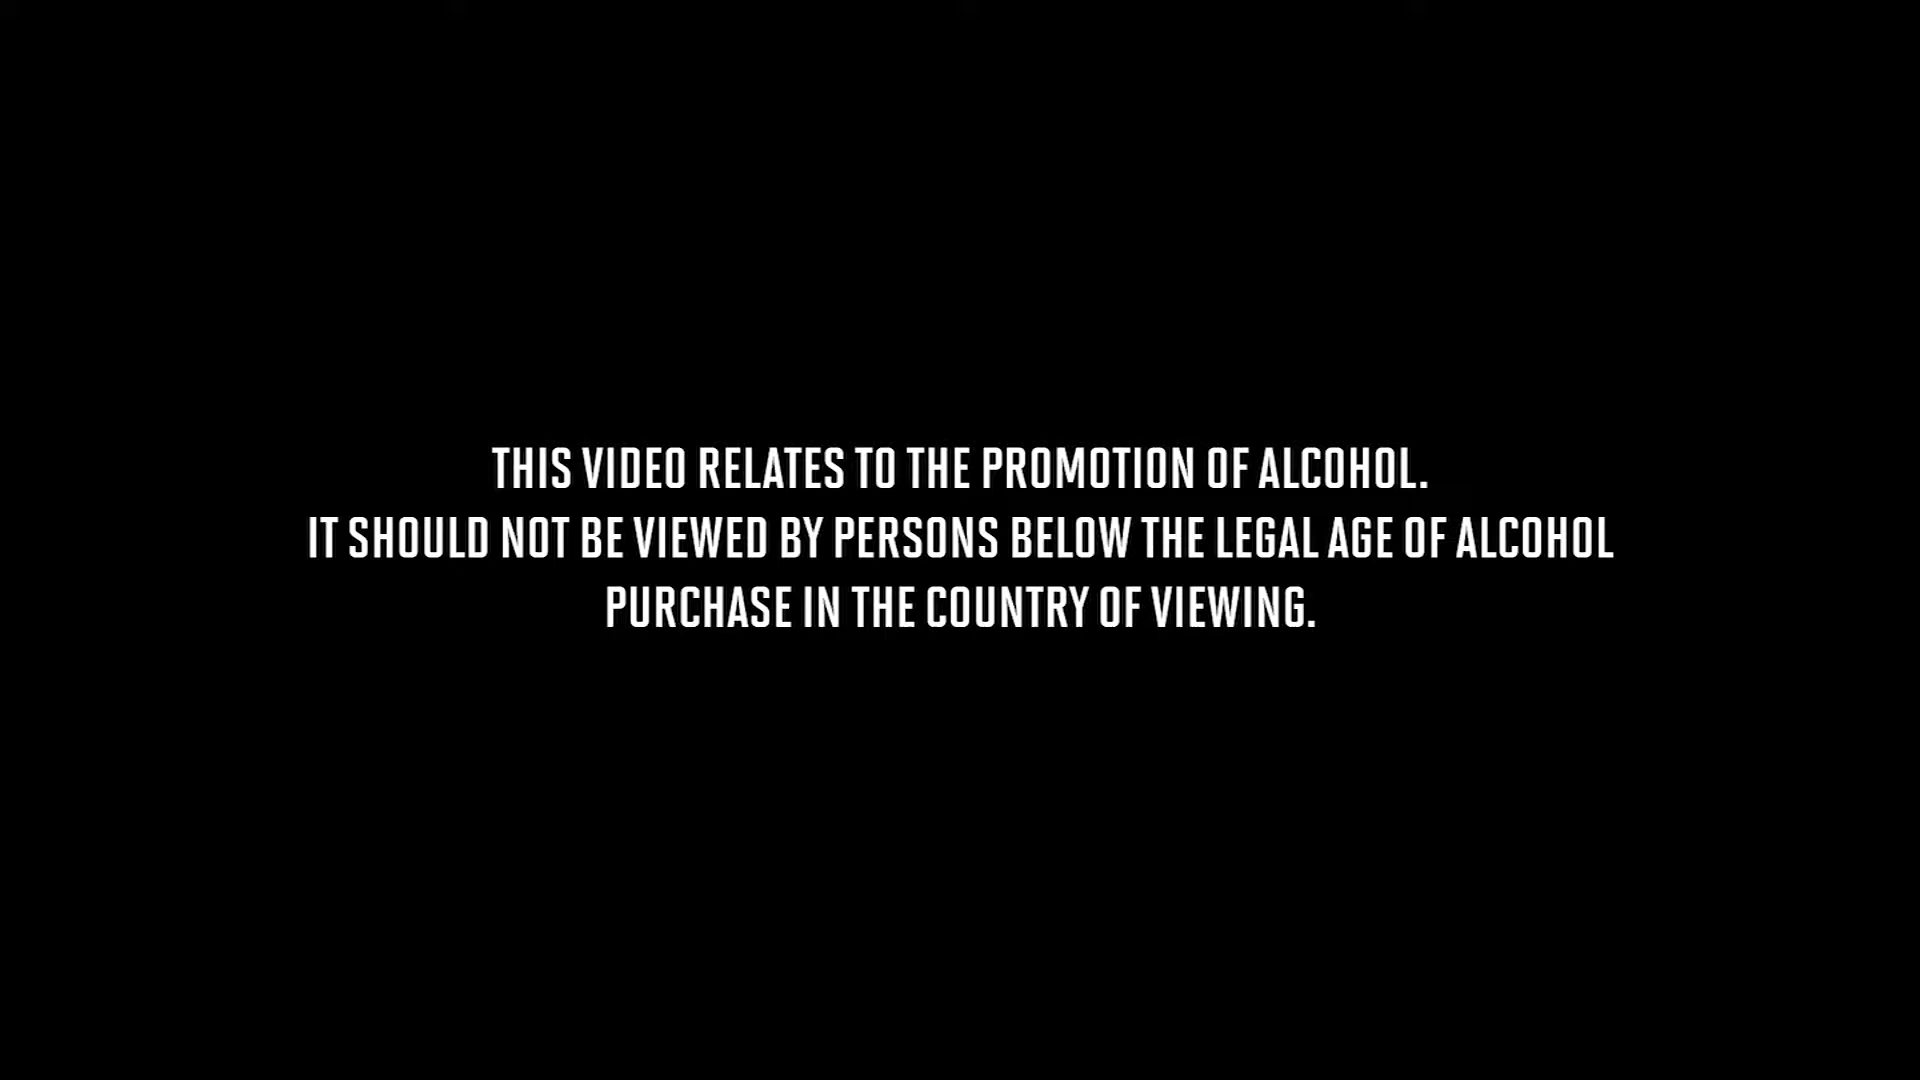 THIS VIDEO RELATES TO THE PROMOTION OF ALCOHOL.
IT SHOULD NOT BE VIEWED BY PERSONS BELOW THE LEGAL AGE OF ALCOHOL
PURCHASE IN THE COUNTRY OF VIEWING.